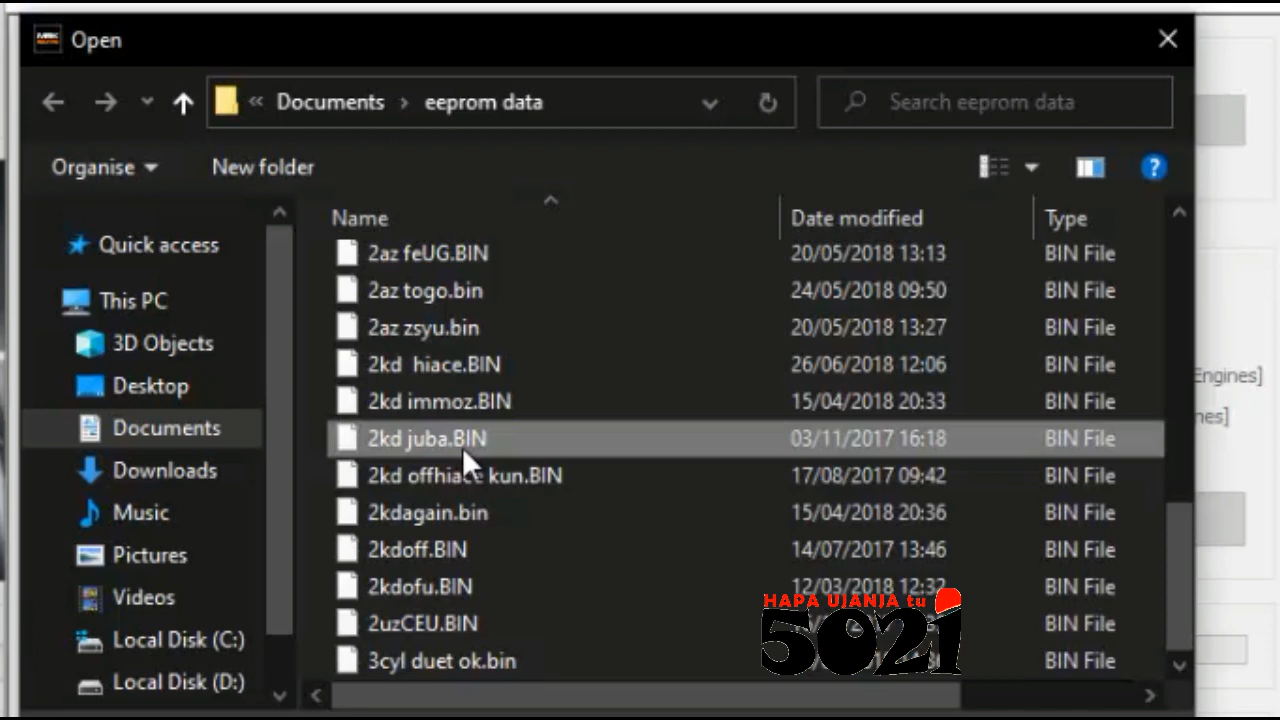 Open
« Documents › eeprom data
Search eeprom data
Organise
New folder
?
Name Date modified Type
2az feUG.BIN 20/05/2018 13:13 BIN File
2az togo.bin 24/05/2018 09:50 BIN File
2az zsyu.bin 20/05/2018 13:27 BIN File
2kd hiace.BIN 26/06/2018 12:06 BIN File
2kd immoz.BIN 15/04/2018 20:33 BIN File
2kd juba.BIN 03/11/2017 16:18 BIN File
2kd offhiace kun.BIN 17/08/2017 09:42 BIN File
2kdagain.bin 15/04/2018 20:36 BIN File
2kdoff.BIN 14/07/2017 13:46 BIN File
2kdofu.BIN 12/03/2018 12:32 BIN File
2uzCEU.BIN BIN File
3cyl duet ok.bin BIN File
Quick access
This PC
3D Objects
Desktop
Documents
Downloads
Music
Pictures
Videos
Local Disk (C:)
Local Disk (D:)
Engines]
nes]
HAPA UJANJA tu
5021